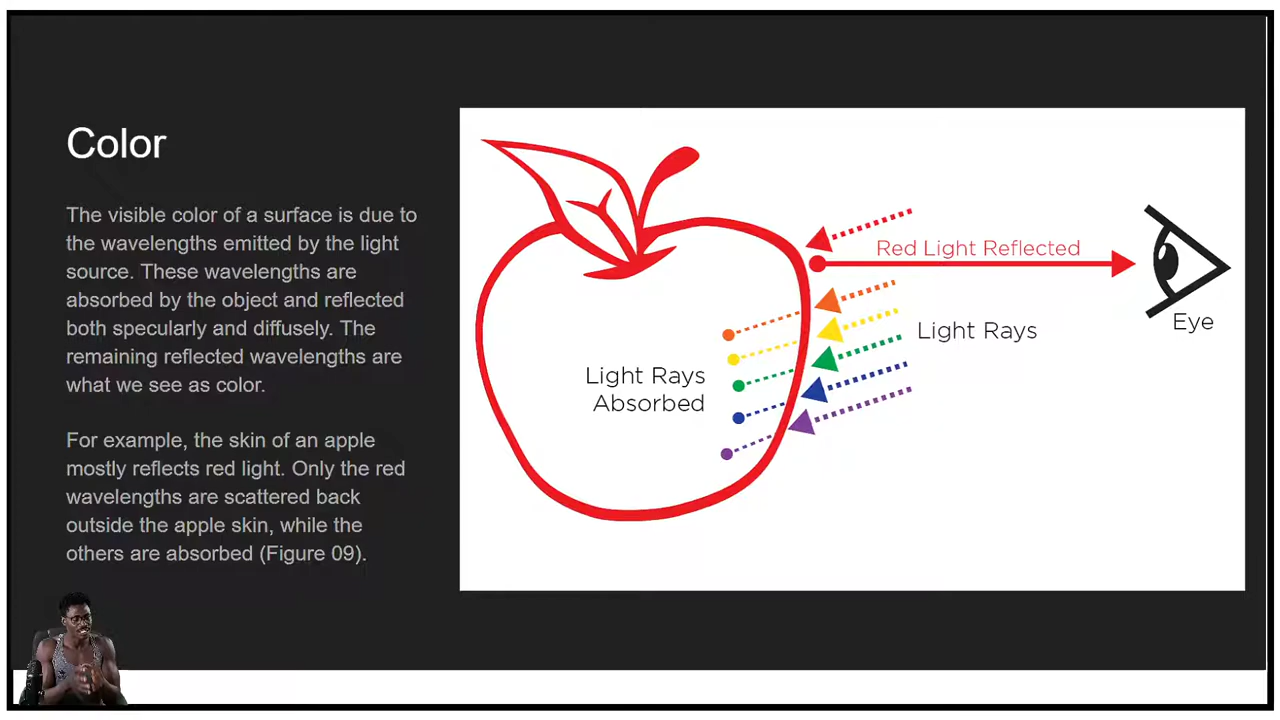 Color
The visible color of a surface is due to
the wavelengths emitted by the light
source. These wavelengths are
absorbed by the object and reflected
both specularly and diffusely. The
remaining reflected wavelengths are
what we see as color.
For example, the skin of an apple
mostly reflects red light. Only the red
wavelengths are scattered back
outside the apple skin, while the
others are absorbed (Figure 09).
Red Light Reflected
Eye
Light Rays
Light Rays
Absorbed